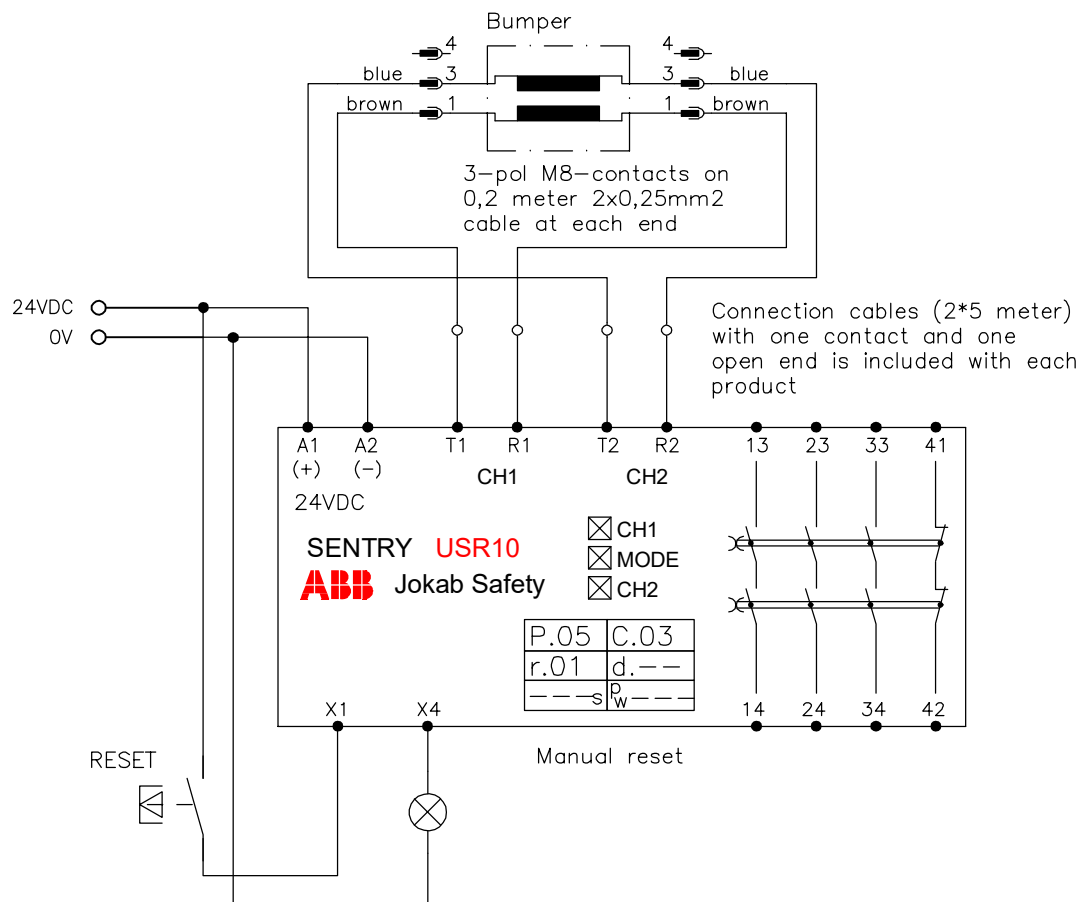 Bumper
4 4
blue 3 3 blue
brown 1 1 brown
3-pol M8-contacts on
0,2 meter 2x0,25mm2
cable at each end
24VDC
0V
Connection cables (2*5 meter)
with one contact and one
open end is included with each
product
A1 A2 T1 R1 T2 R2 13 23 33 41
(+) (-)
CH1 CH2
24VDC
SENTRY USR10
ABB Jokab Safety
CH1
MODE
CH2
P.05 C.03
r.01 d.--
---s pw---
X1 X4 14 24 34 42
Manual reset
RESET